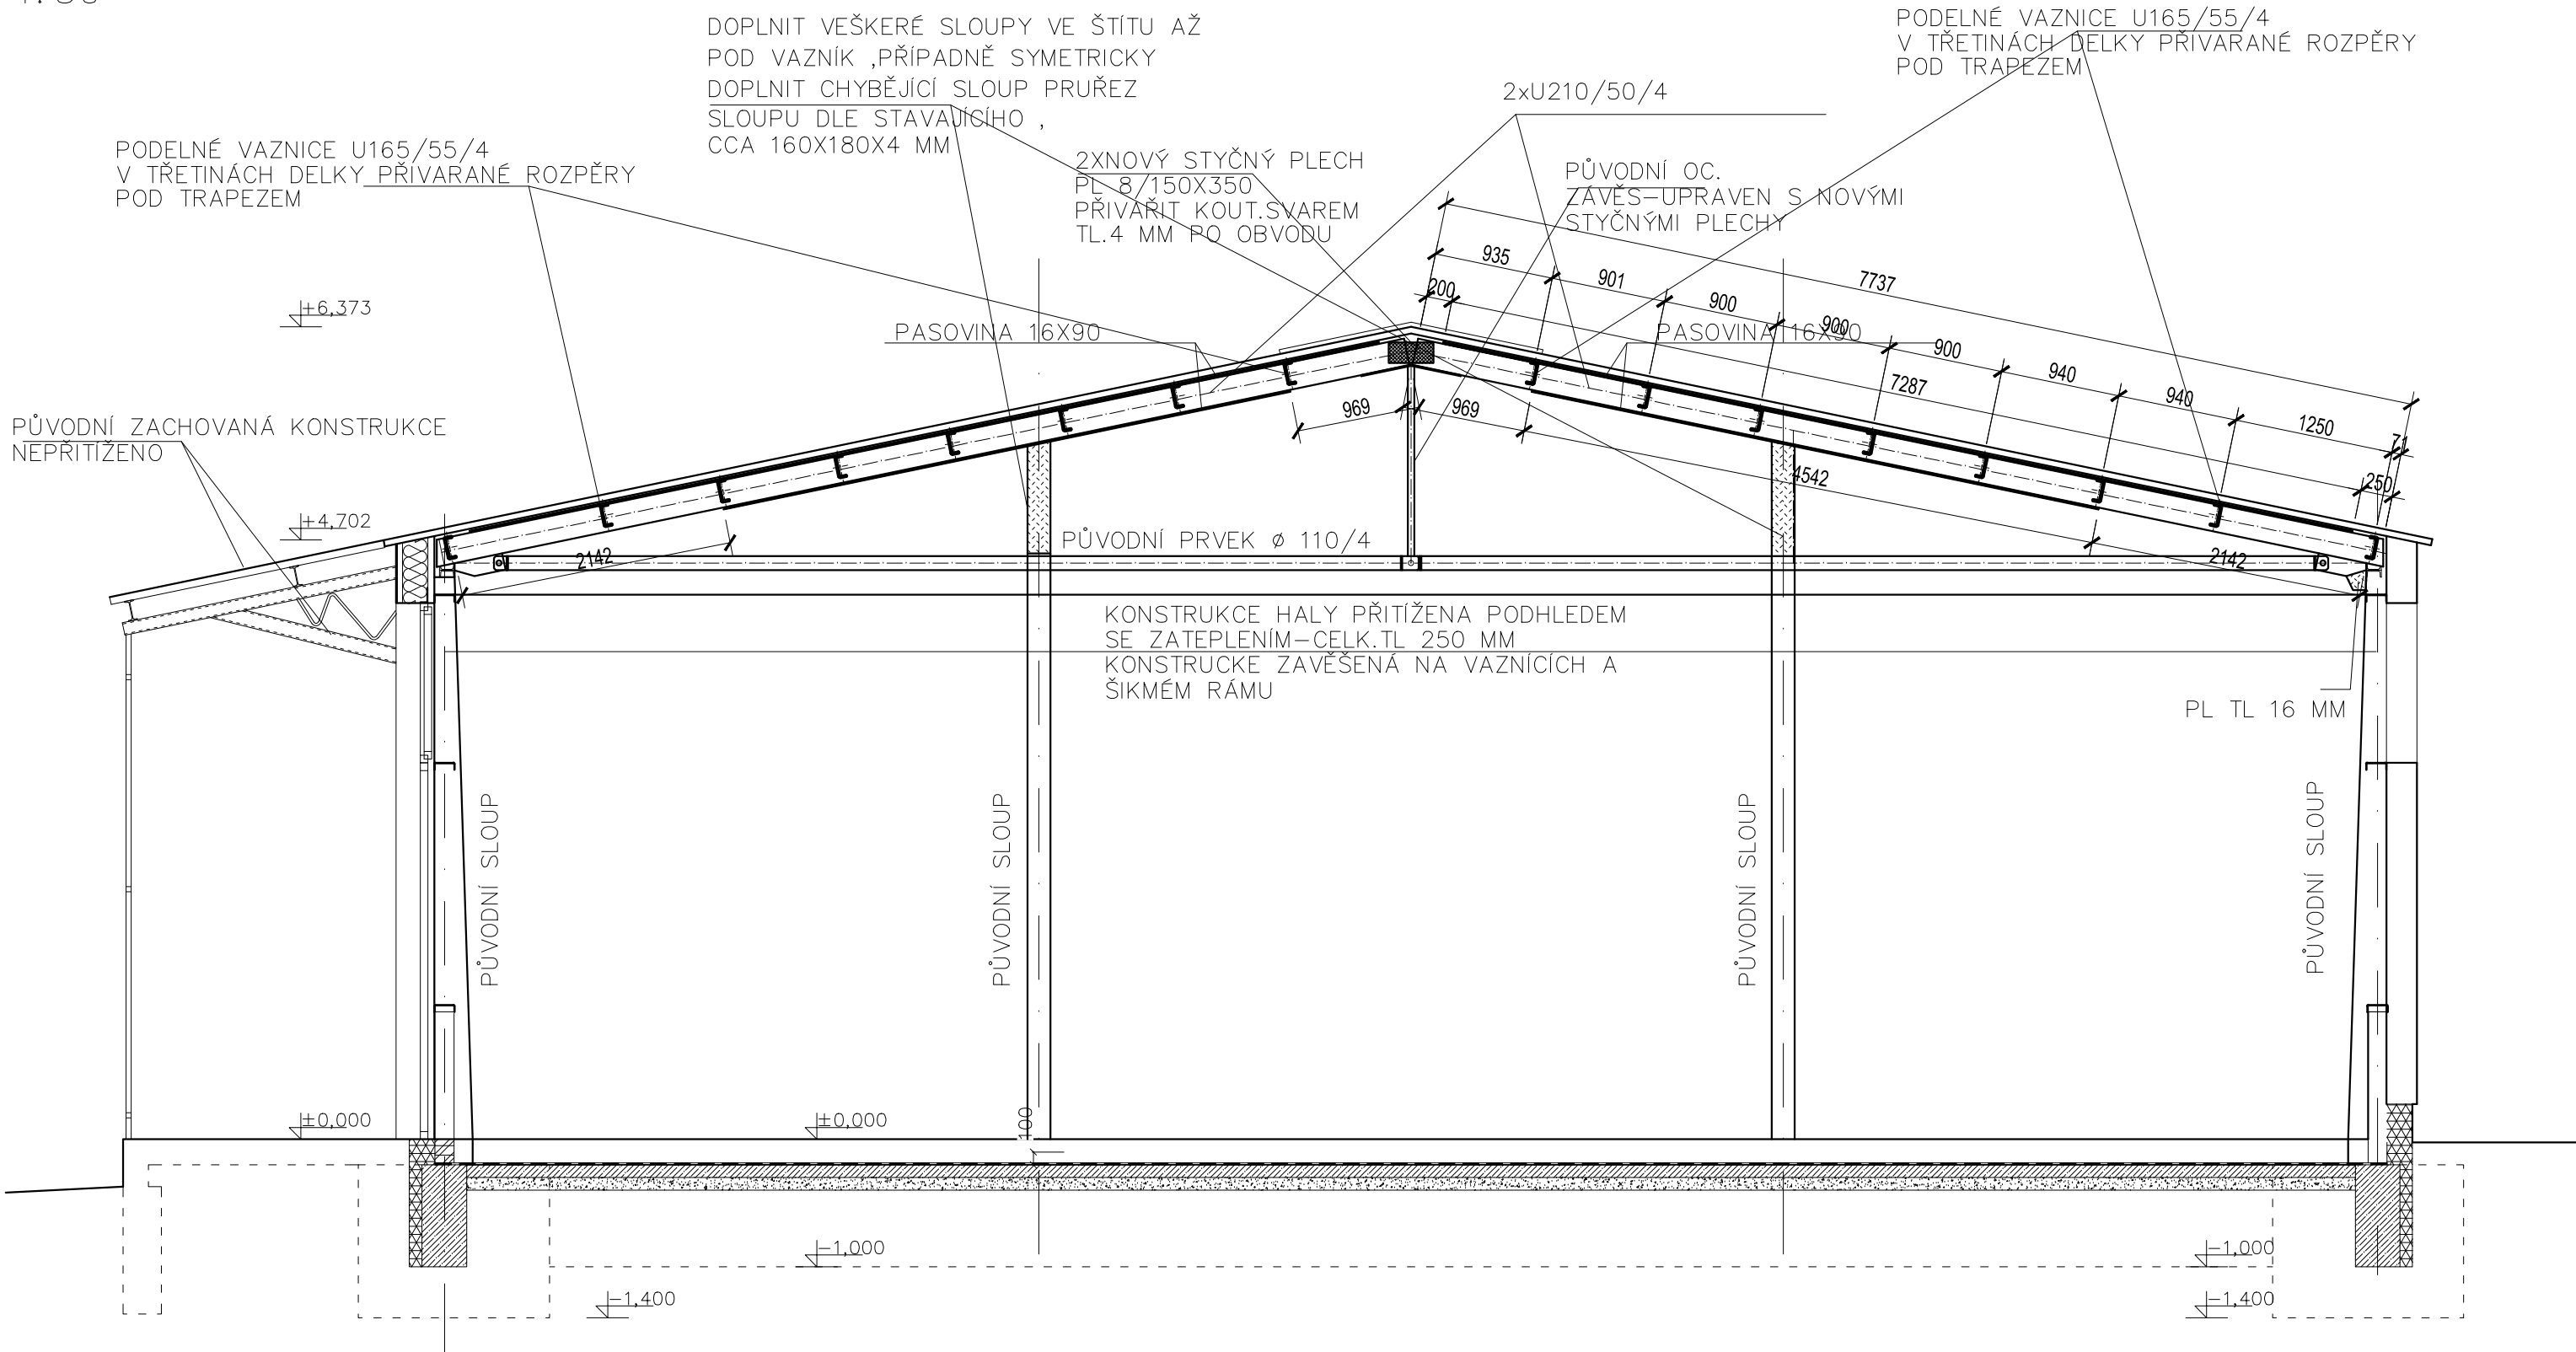 DOPLNIT VEŠKERÉ SLOUPY VE ŠTÍTU AŽ
POD VAZNÍK ,PŘÍPADNĚ SYMETRICKY
DOPLNIT CHYBĚJÍCÍ SLOUP PRUŘEZ
SLOUPU DLE STAVAJÍCÍHO ,
CCA 160X180X4 MM
PODELNÉ VAZNICE U165/55/4
V TŘETINÁCH DELKY PŘIVARANÉ ROZPĚRY
POD TRAPEZEM
2xU210/50/4
PODELNÉ VAZNICE U165/55/4
V TŘETINÁCH DELKY PŘIVARANÉ ROZPĚRY
POD TRAPEZEM
2XNOVÝ STYČNÝ PLECH
PL 8/150X350
PŘIVAŘIT KOUT.SVAREM
TL.4 MM PO OBVODU
PŮVODNÍ OC.
ZÁVĚS-UPRAVEN S NOVÝMI
STYČNÝMI PLECHY
935
901
900
900
900
940
940
1250
71
7737
200
7287
250
+6,373
PASOVINA 16X90
PASOVINA 16X90
969
969
4542
PŮVODNÍ ZACHOVANÁ KONSTRUKCE
NEPŘITÍŽENO
+4,702
2142
PŮVODNÍ PRVEK ø 110/4
2142
KONSTRUKCE HALY PŘITÍŽENA PODHLEDEM
SE ZATEPLENÍM-CELK.TL 250 MM
KONSTRUCKE ZAVĚŠENÁ NA VAZNÍCÍCH A
ŠIKMÉM RÁMU
PL TL 16 MM
PŮVODNÍ SLOUP
PŮVODNÍ SLOUP
PŮVODNÍ SLOUP
PŮVODNÍ SLOUP
±0,000
±0,000
100
-1,000
-1,000
-1,400
-1,400